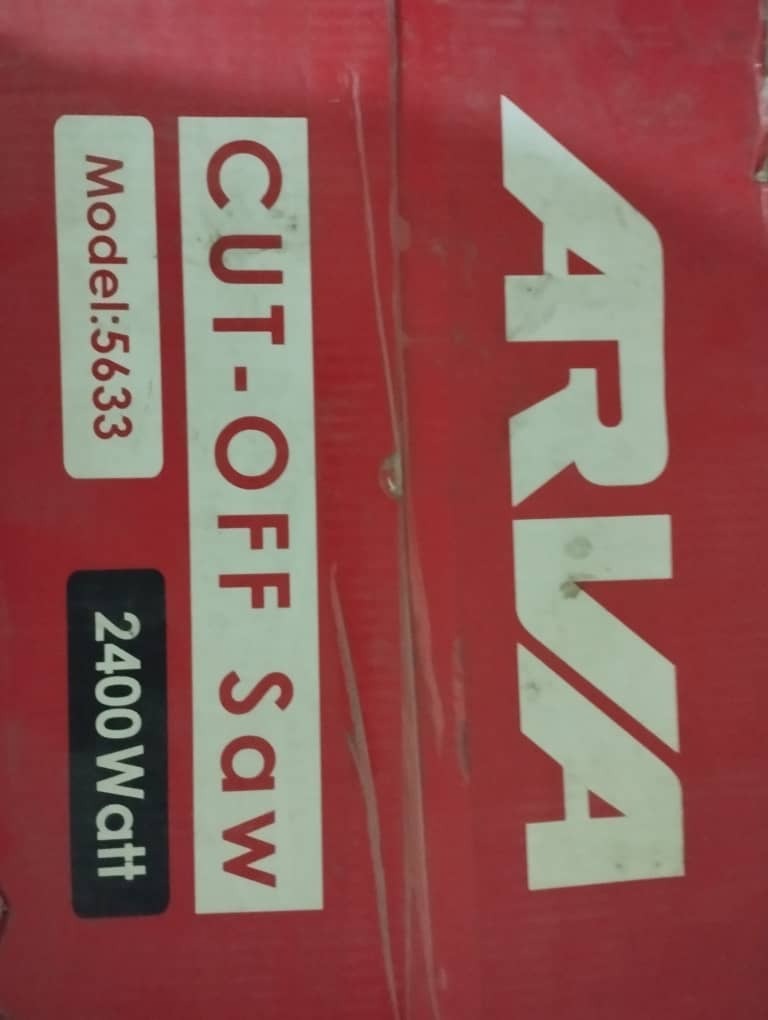 ARVA
CUT-OFF Saw
Model:5633
2400Watt